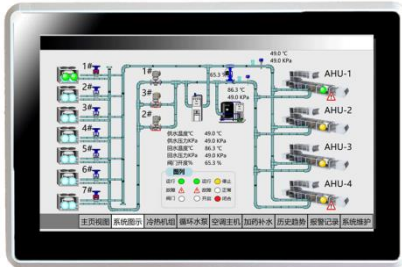 49.0 ℃
49.0 KPa
1#
1#
65.3
AHU-1
2#
86.3 ℃
49.0 KPa
3#
3#
AHU-2
4#
2#
供水温度℃ 49.0 ℃
供水压力KPA 49.0 KPa
回水温度℃ 86.3 ℃
回水压力KPA 49.0 KPa
阀门开度% 65.3 %
5#
AHU-3
6#
图列
运行 运行 停止
故障 故障 正常
阀门 开启 闭合
7#
AHU-4
主页视图 系统图示 冷热机组 循环水泵 空调主机 加药补水 历史趋势 报警记录 系统维护